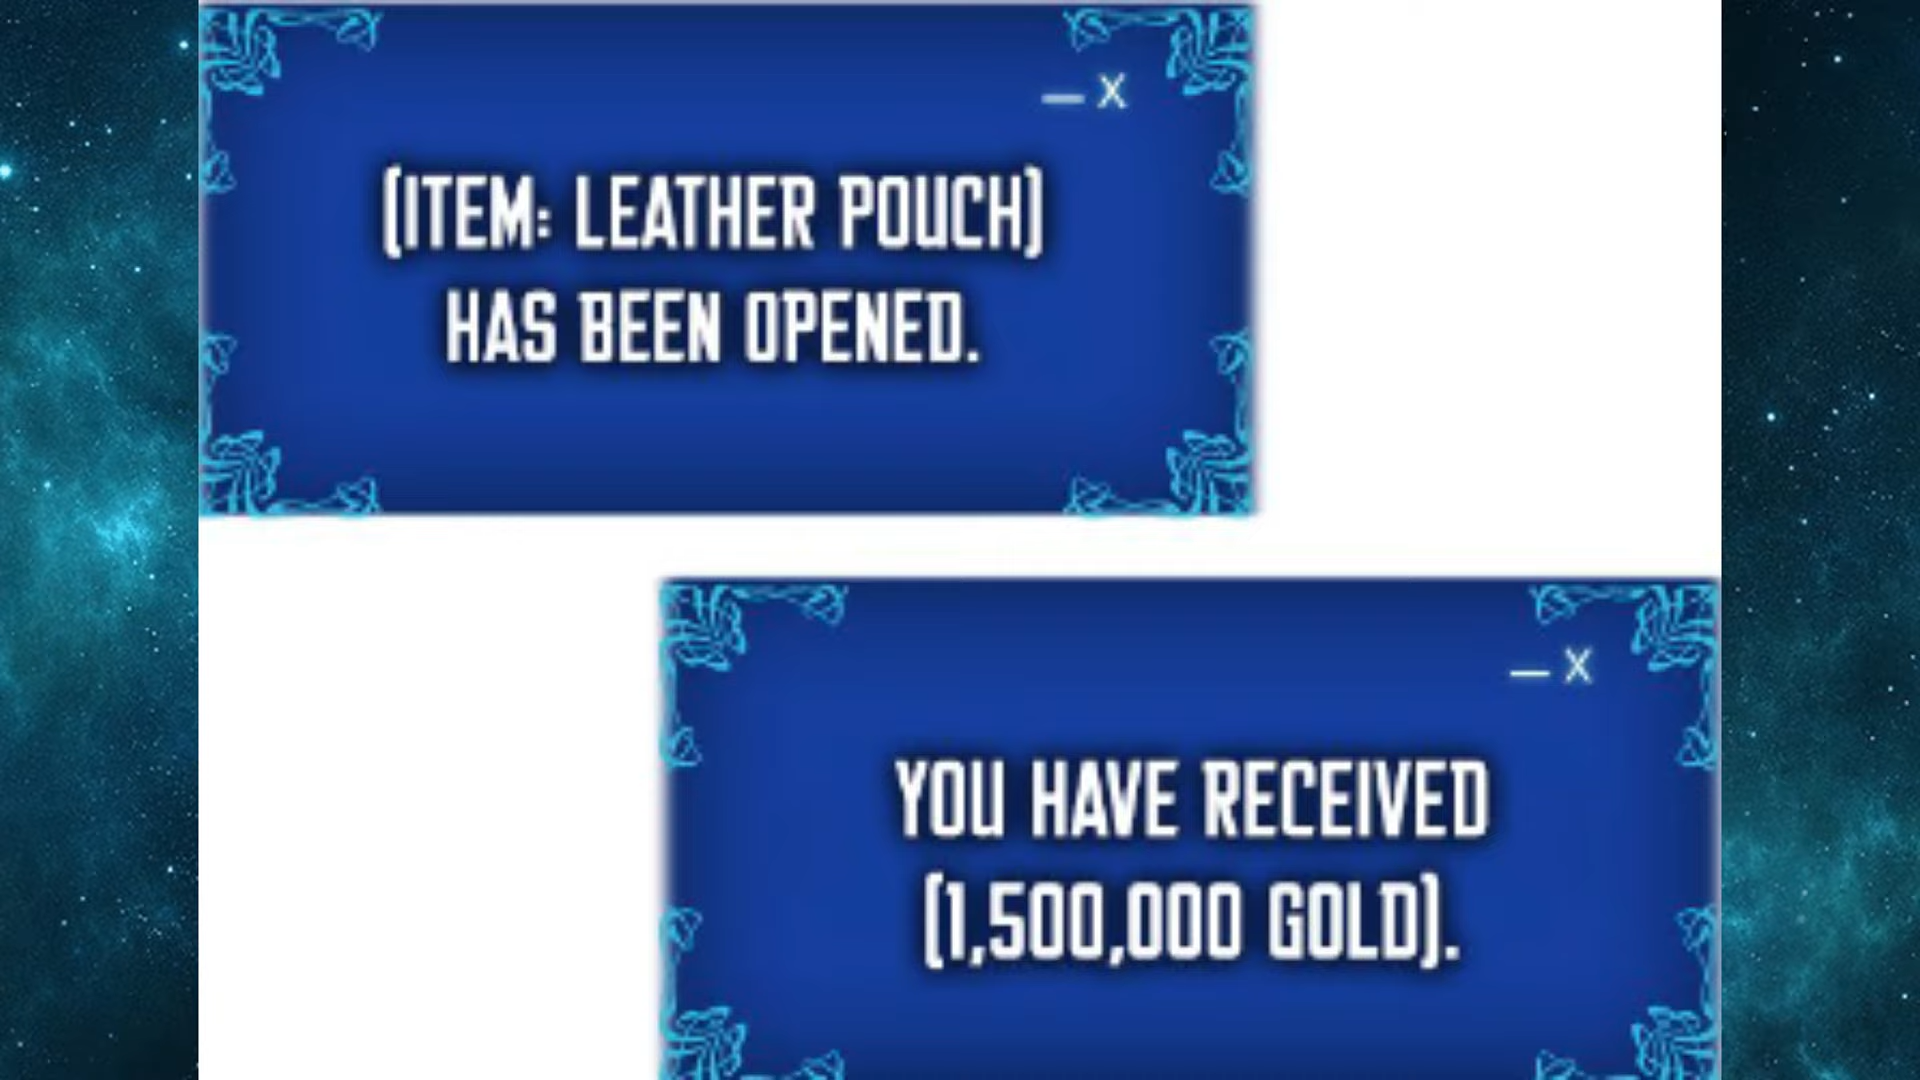 — X
[ITEM: LEATHER POUCH]
HAS BEEN OPENED.
— X
YOU HAVE RECEIVED
[1,500,000 GOLD].